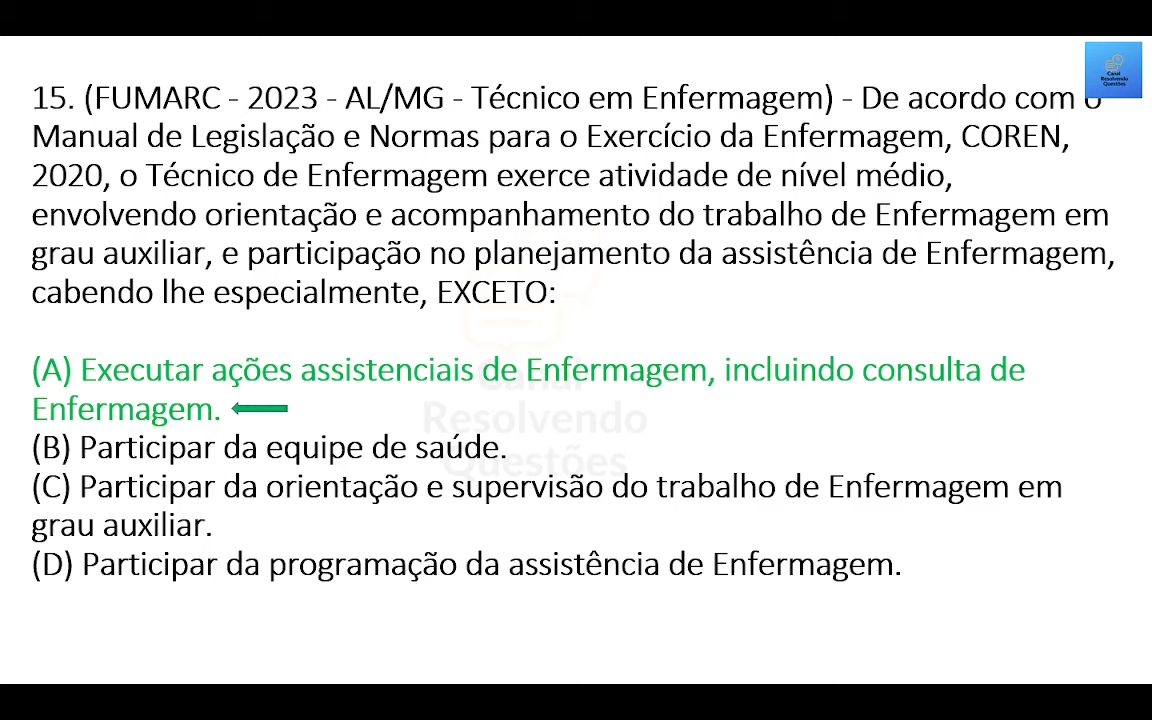 Canal
Resolvendo
Questões
15. (FUMARC - 2023 - AL/MG - Técnico em Enfermagem) - De acordo com o
Manual de Legislação e Normas para o Exercício da Enfermagem, COREN,
2020, o Técnico de Enfermagem exerce atividade de nível médio,
envolvendo orientação e acompanhamento do trabalho de Enfermagem em
grau auxiliar, e participação no planejamento da assistência de Enfermagem,
cabendo lhe especialmente, EXCETO:
(A) Executar ações assistenciais de Enfermagem, incluindo consulta de
Enfermagem.
(B) Participar da equipe de saúde.
(C) Participar da orientação e supervisão do trabalho de Enfermagem em
grau auxiliar.
(D) Participar da programação da assistência de Enfermagem.
Canal
Resolvendo
Questões